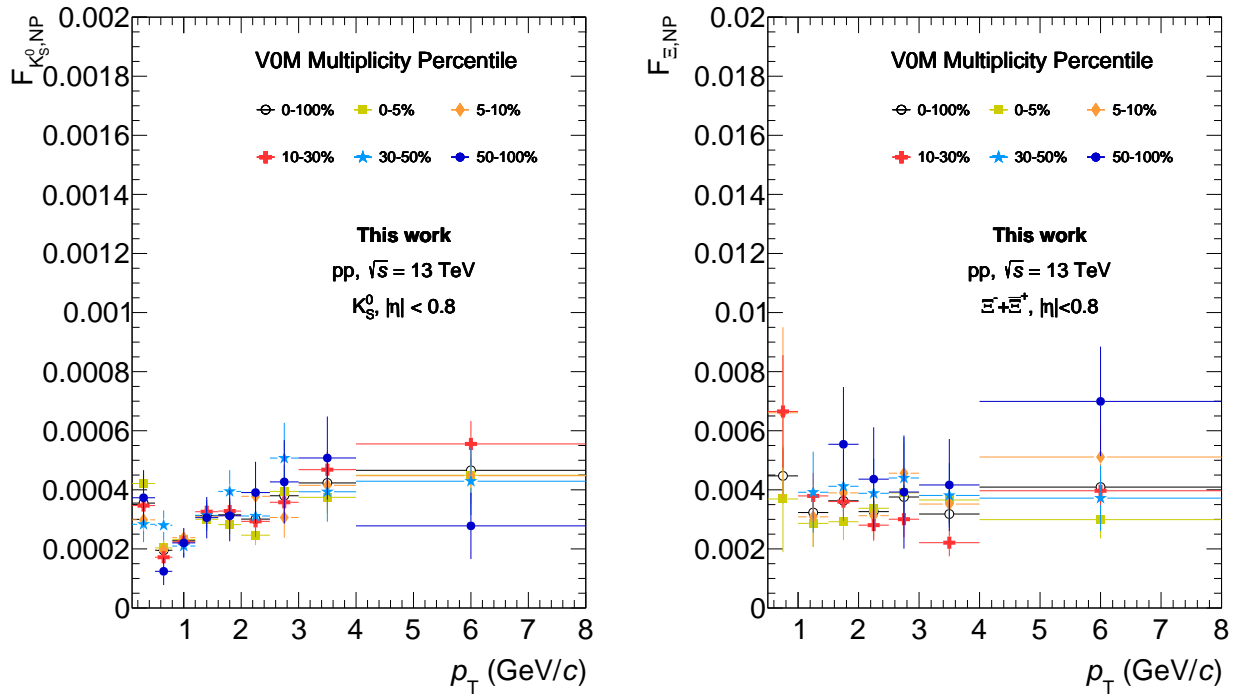 F_{K_S^0,NP}
0.002
0.0018
0.0016
0.0014
0.0012
0.001
0.0008
0.0006
0.0004
0.0002
0
V0M Multiplicity Percentile
0-100% 0-5% 5-10%
10-30% 30-50% 50-100%
This work
pp, √s = 13 TeV
K_S^0, |η| < 0.8
1 2 3 4 5 6 7 8
p_T (GeV/c)
F_{Ξ,NP}
0.02
0.018
0.016
0.014
0.012
0.01
0.008
0.006
0.004
0.002
0
V0M Multiplicity Percentile
0-100% 0-5% 5-10%
10-30% 30-50% 50-100%
This work
pp, √s = 13 TeV
Ξ⁻+Ξ̅⁺, |η|<0.8
1 2 3 4 5 6 7 8
p_T (GeV/c)